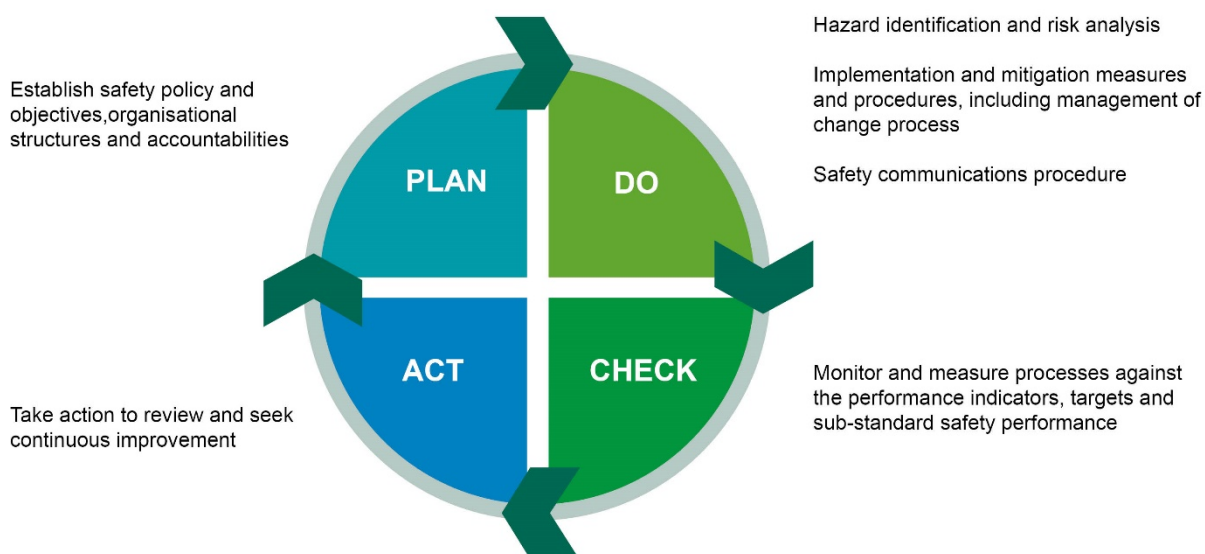 Establish safety policy and
objectives,organisational
structures and accountabilities
PLAN
DO
Hazard identification and risk analysis
Implementation and mitigation measures
and procedures, including management of
change process
Safety communications procedure
ACT
CHECK
Take action to review and seek
continuous improvement
Monitor and measure processes against
the performance indicators, targets and
sub-standard safety performance